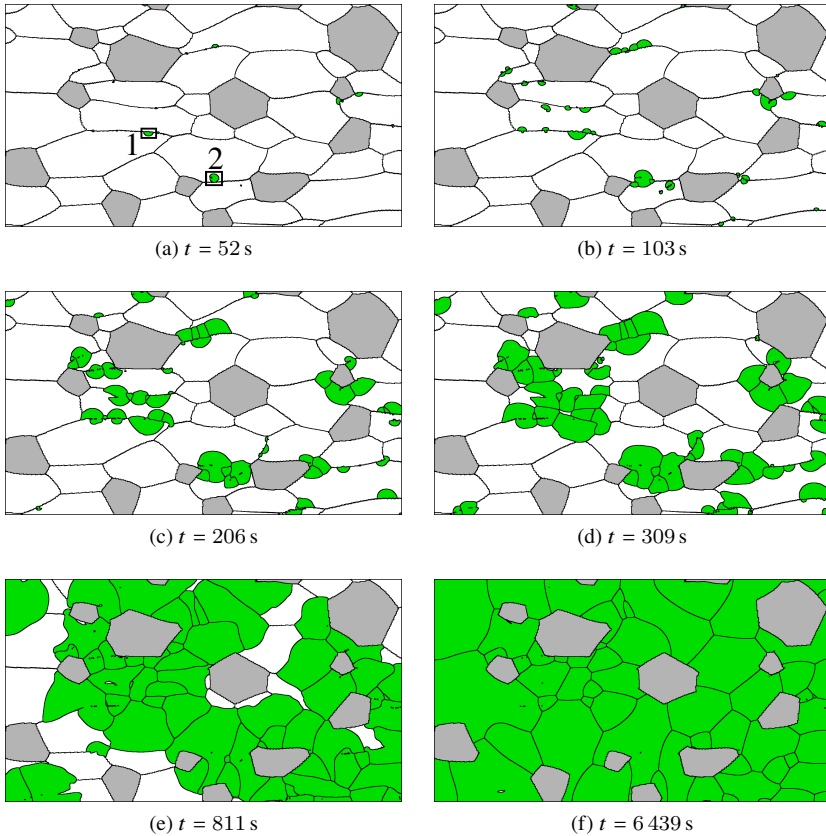 1
2
(a) t = 52 s
(b) t = 103 s
(c) t = 206 s
(d) t = 309 s
(e) t = 811 s
(f) t = 6 439 s